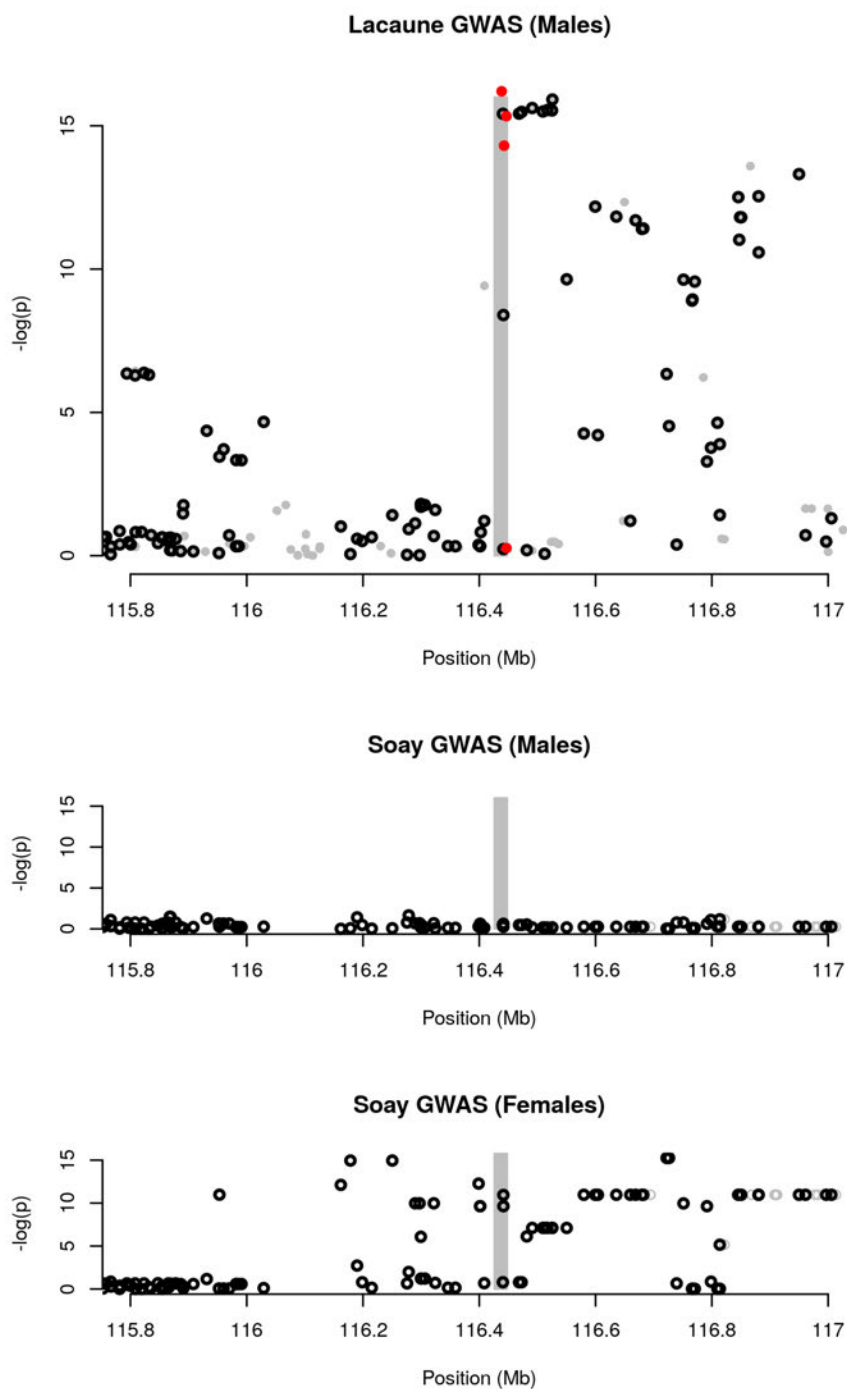 Lacaune GWAS (Males)
15
10
5
0
-log(p)
115.8 116 116.2 116.4 116.6 116.8 117
Position (Mb)
Soay GWAS (Males)
15
10
5
0
-log(p)
115.8 116 116.2 116.4 116.6 116.8 117
Position (Mb)
Soay GWAS (Females)
15
10
5
0
-log(p)
115.8 116 116.2 116.4 116.6 116.8 117
Position (Mb)